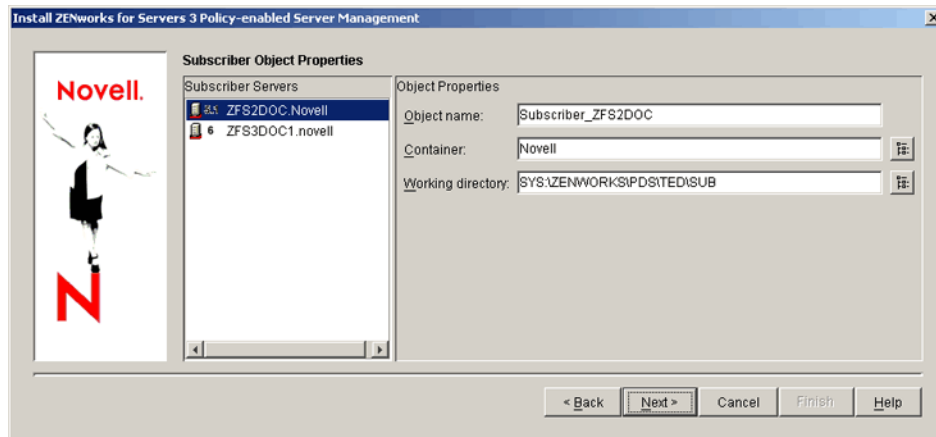 Install ZENworks for Servers 3 Policy-enabled Server Management
Novell.
N
Subscriber Object Properties
Subscriber Servers
ZFS2DOC.Novell
6 ZFS3DOC1.novell
Object Properties
Object name: Subscriber_ZFS2DOC
Container: Novell
Working directory: SYS:\ZENWORKS\PDS\TED\SUB
< Back Next > Cancel Finish Help